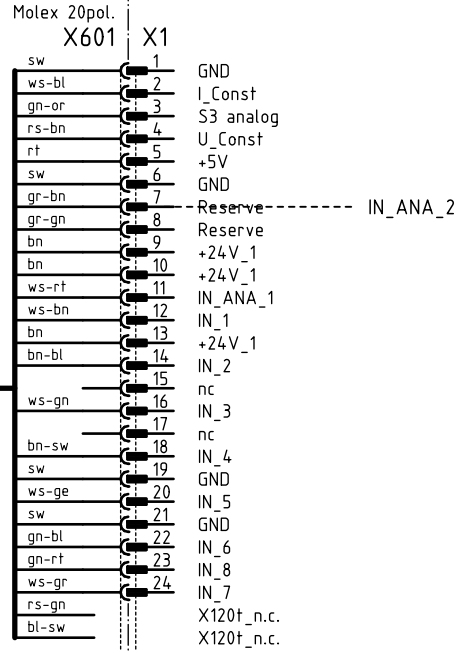 Molex 20pol.
X601 X1
sw 1 GND
ws-bl 2 I_Const
gn-or 3 S3 analog
rs-bn 4 U_Const
rt 5 +5V
sw 6 GND
gr-bn 7 Reserve IN_ANA_2
gr-gn 8 Reserve
bn 9 +24V_1
bn 10 +24V_1
ws-rt 11 IN_ANA_1
ws-bn 12 IN_1
bn 13 +24V_1
bn-bl 14 IN_2
15 nc
ws-gn 16 IN_3
17 nc
bn-sw 18 IN_4
sw 19 GND
ws-ge 20 IN_5
sw 21 GND
gn-bl 22 IN_6
gn-rt 23 IN_8
ws-gr 24 IN_7
rs-gn X120t_n.c.
bl-sw X120t_n.c.